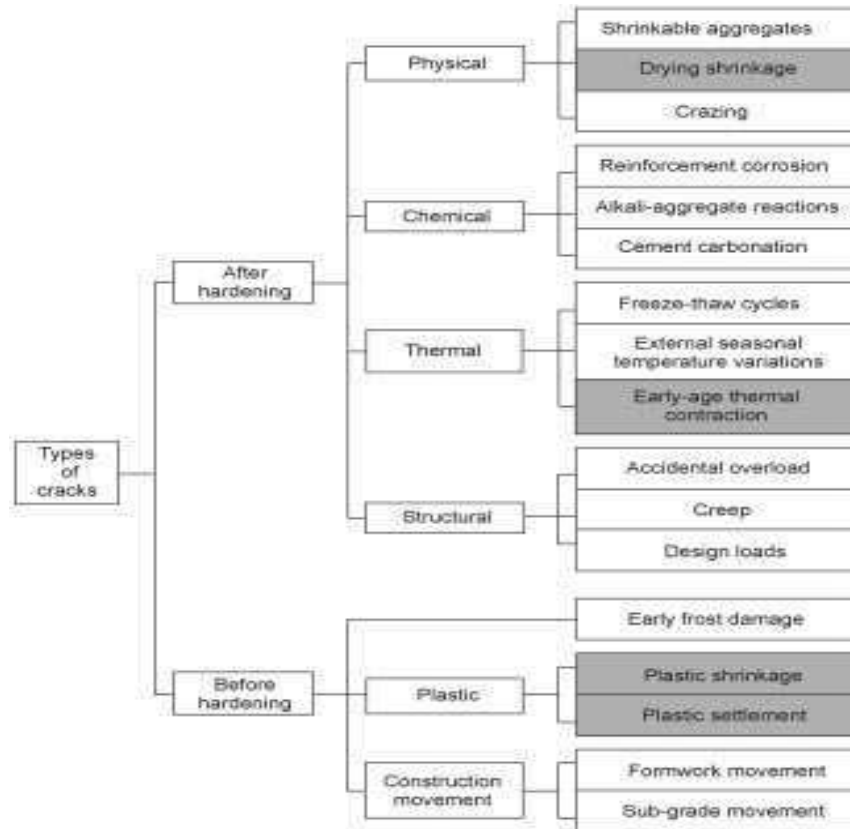 Types
of
cracks
After
hardening
Physical
Shrinkable aggregates
Drying shrinkage
Crazing
Chemical
Reinforcement corrosion
Alkali-aggregate reactions
Cement carbonation
Thermal
Freeze-thaw cycles
External seasonal
temperature variations
Early-age thermal
contraction
Structural
Accidental overload
Creep
Design loads
Before
hardening
Early frost damage
Plastic
Plastic shrinkage
Plastic settlement
Construction
movement
Formwork movement
Sub-grade movement